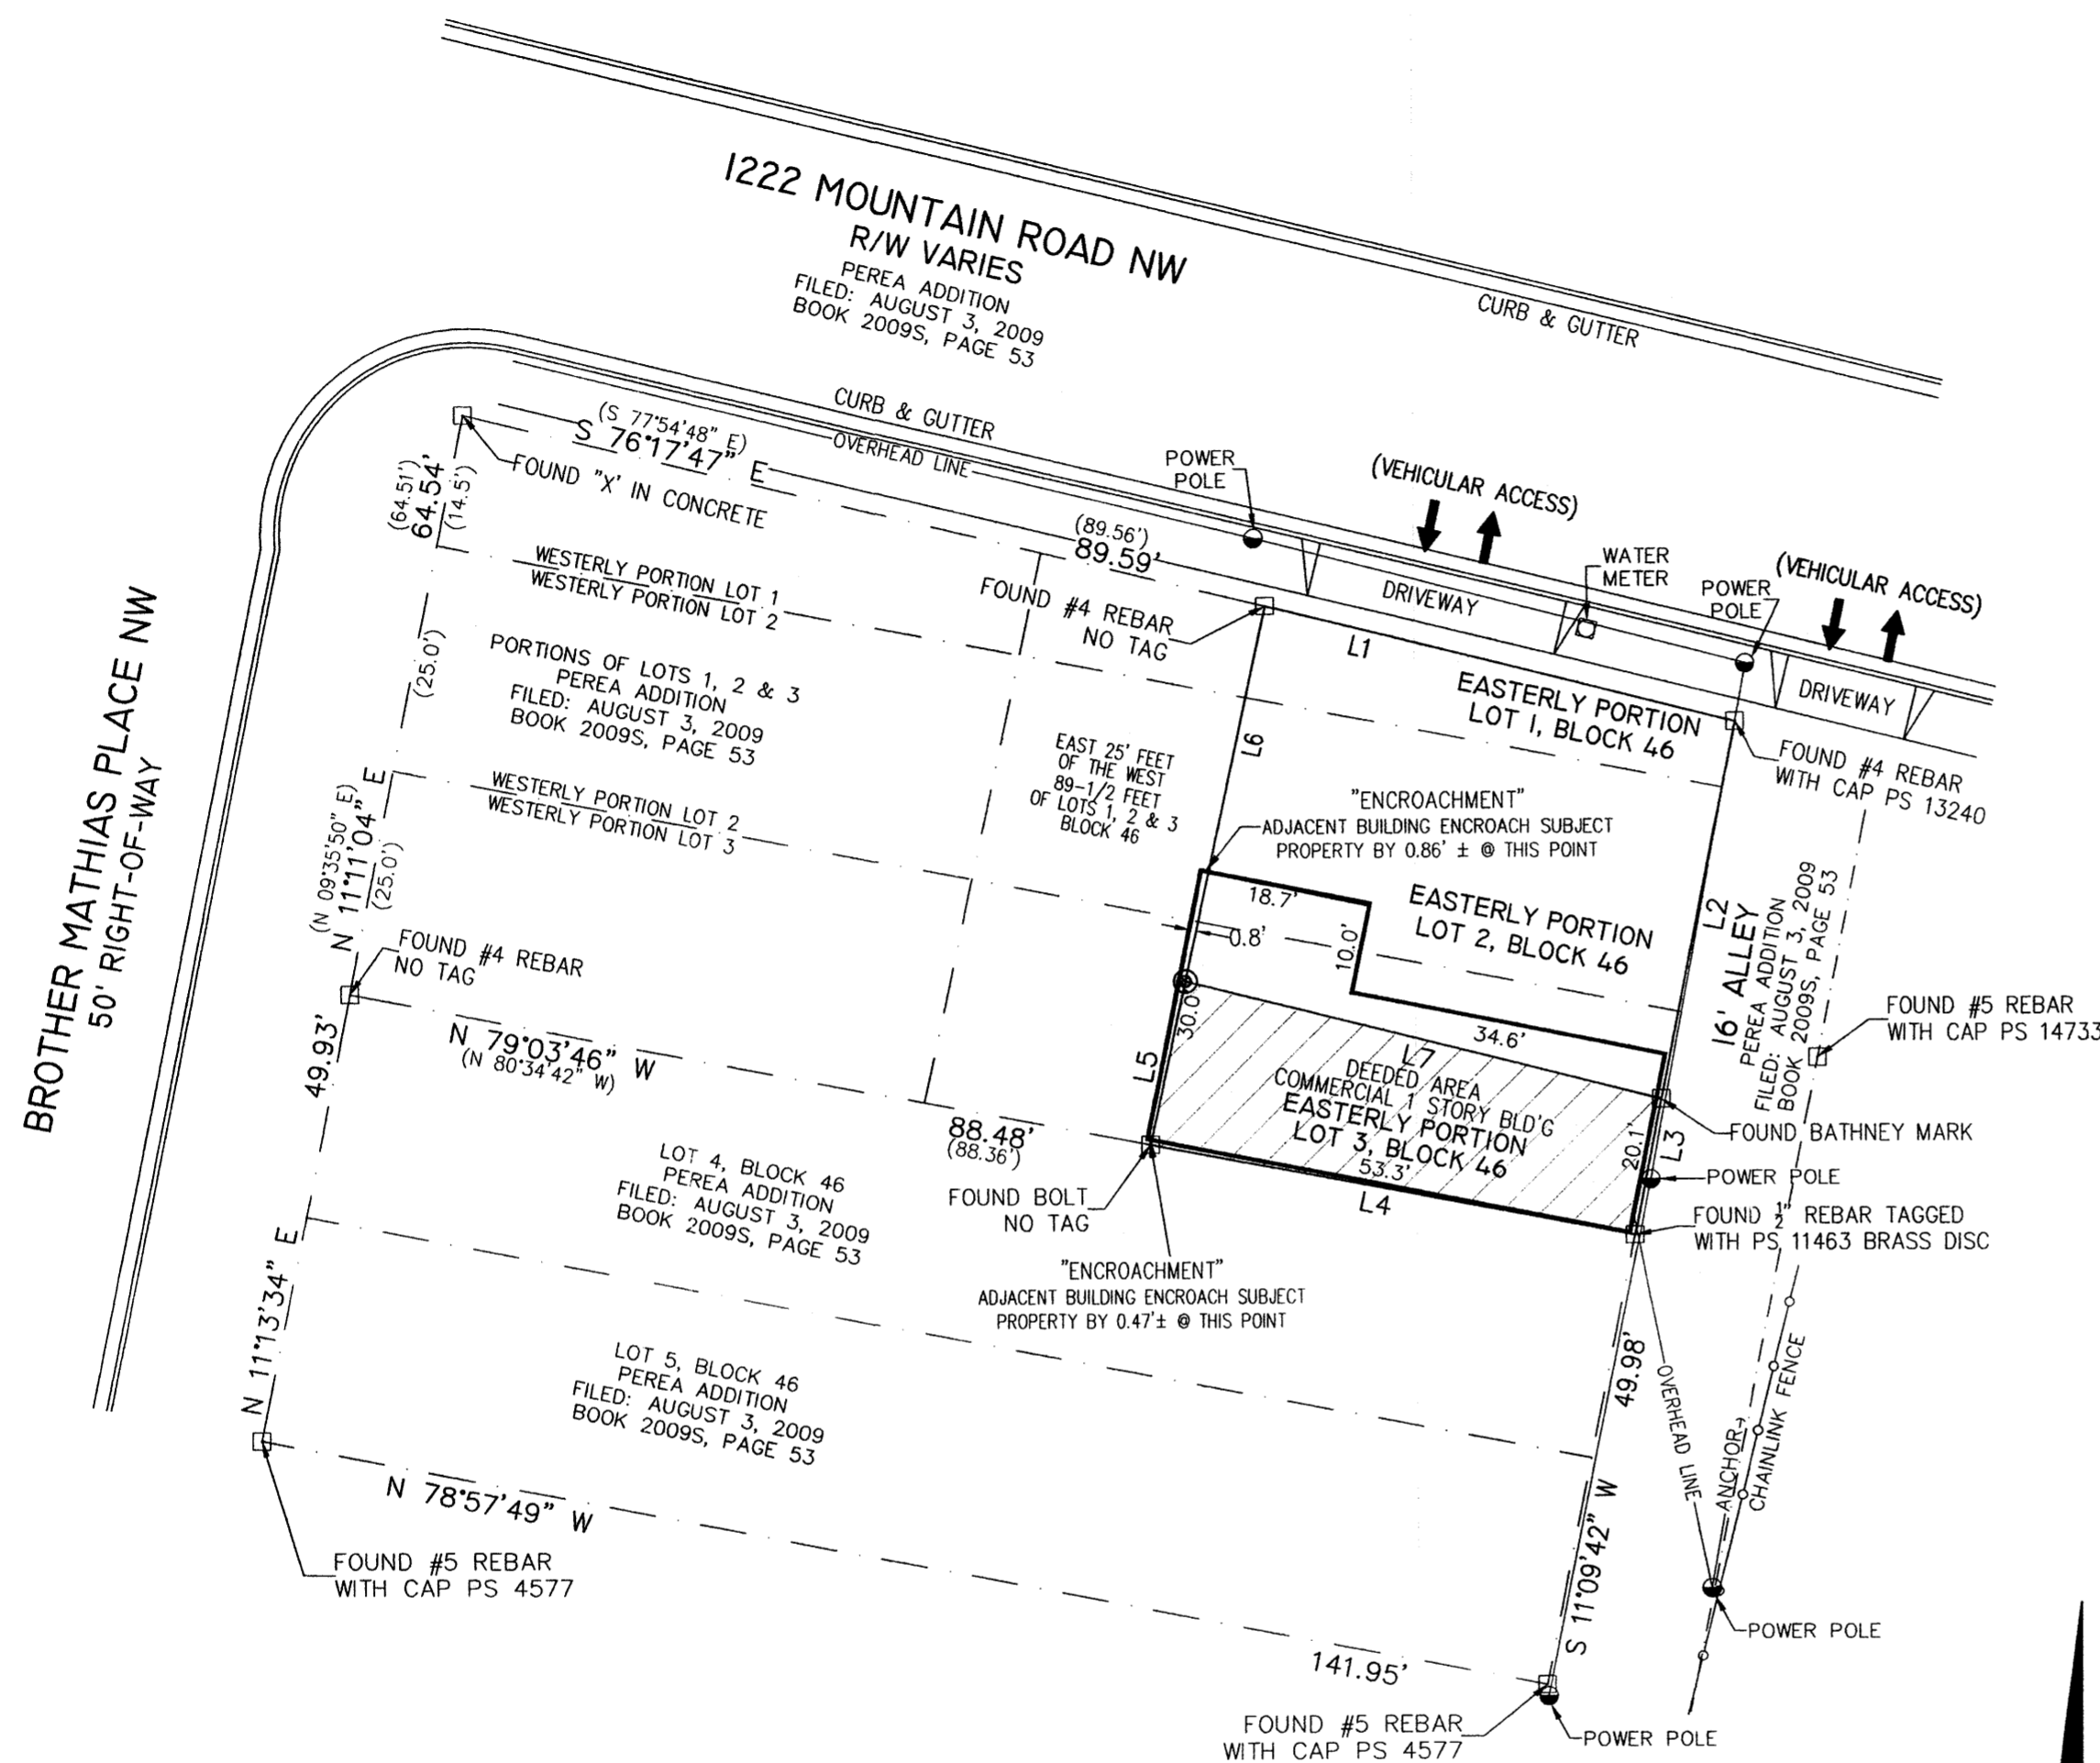 1222 MOUNTAIN ROAD NW
R/W VARIES
PEREA ADDITION
FILED: AUGUST 3, 2009
BOOK 2009S, PAGE 53
CURB & GUTTER
CURB & GUTTER
OVERHEAD LINE
(S 77°54'48" E)
S 76°17'47" E
FOUND "X' IN CONCRETE
(64.51')
64.54'
(14.5')
(89.56')
89.59'
POWER
POLE
(VEHICULAR ACCESS)
WATER
METER
POWER
POLE
(VEHICULAR ACCESS)
DRIVEWAY
DRIVEWAY
FOUND #4 REBAR
NO TAG
L1
WESTERLY PORTION LOT 1
WESTERLY PORTION LOT 2
(25.0')
PORTIONS OF LOTS 1, 2 & 3
PEREA ADDITION
FILED: AUGUST 3, 2009
BOOK 2009S, PAGE 53
EASTERLY PORTION
LOT 1, BLOCK 46
FOUND #4 REBAR
WITH CAP PS 13240
L6
EAST 25' FEET
OF THE WEST
89-1/2 FEET
OF LOTS 1, 2 & 3
BLOCK 46
"ENCROACHMENT"
ADJACENT BUILDING ENCROACH SUBJECT
PROPERTY BY 0.86' ± @ THIS POINT
BROTHER MATHIAS PLACE NW
50' RIGHT-OF-WAY
WESTERLY PORTION LOT 2
WESTERLY PORTION LOT 3
(N 09°35'50" E)
N 11°11'04" E
(25.0')
18.7'
0.8'
10.0'
EASTERLY PORTION
LOT 2, BLOCK 46
L2
16' ALLEY
PEREA ADDITION
FILED: AUGUST 3, 2009
BOOK 2009S, PAGE 53
FOUND #4 REBAR
NO TAG
FOUND #5 REBAR
WITH CAP PS 14733
N 79°03'46" W
(N 80°34'42" W)
49.93'
30.0'
L5
34.6'
L7
DEEDED AREA
COMMERCIAL 1 STORY BLD'G
EASTERLY PORTION
LOT 3, BLOCK 46
53.3'
L4
20.1'
L3
FOUND BATHNEY MARK
POWER POLE
88.48'
(88.36')
FOUND BOLT
NO TAG
FOUND ½" REBAR TAGGED
WITH PS 11463 BRASS DISC
LOT 4, BLOCK 46
PEREA ADDITION
FILED: AUGUST 3, 2009
BOOK 2009S, PAGE 53
"ENCROACHMENT"
ADJACENT BUILDING ENCROACH SUBJECT
PROPERTY BY 0.47'± @ THIS POINT
N 11°13'34" E
LOT 5, BLOCK 46
PEREA ADDITION
FILED: AUGUST 3, 2009
BOOK 2009S, PAGE 53
49.98'
OVERHEAD LINE
ANCHOR
CHAINLINK FENCE
N 78°57'49" W
S 11°09'42" W
FOUND #5 REBAR
WITH CAP PS 4577
141.95'
POWER POLE
FOUND #5 REBAR
WITH CAP PS 4577
POWER POLE